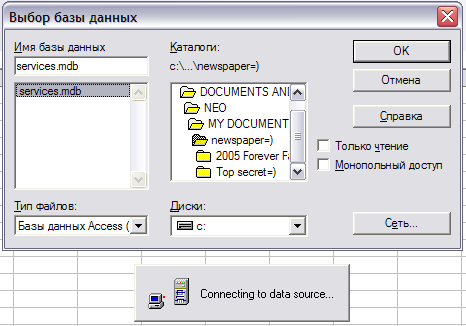 Выбор базы данных
Имя базы данных
services.mdb
services.mdb
Каталоги:
c:\...\newspaper=)
DOCUMENTS ANI
NEO
MY DOCUMENT
newspaper=)
2005 Forever Fa
Top secret=)
OK
Отмена
Справка
Только чтение
Монопольный доступ
Тип файлов:
Базы данных Access (
Диски:
c:
Сеть...
Connecting to data source...